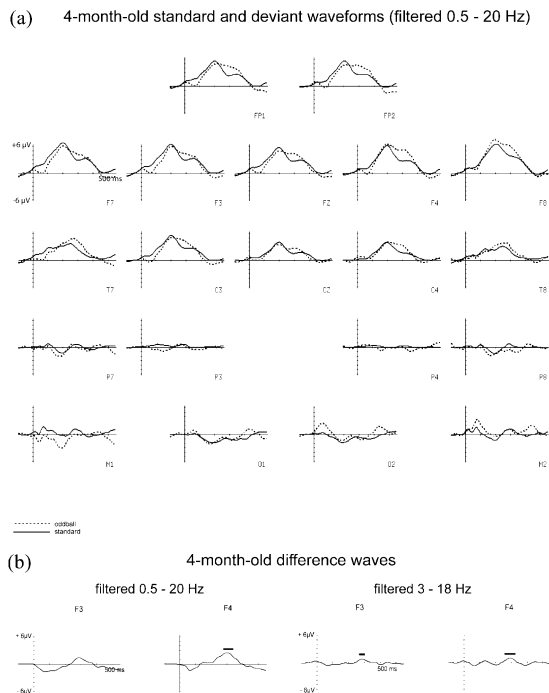 (a) 4-month-old standard and deviant waveforms (filtered 0.5 - 20 Hz)
FP1 FP2
+6 µV
500 ms
-6 µV
F7 F3 FZ F4 F8
T7 C3 CZ C4 T8
P7 P3 P4 P8
M1 O1 O2 M2
oddball
standard
(b) 4-month-old difference waves
filtered 0.5 - 20 Hz filtered 3 - 18 Hz
F3 F4 F3 F4
+ 6µV + 6µV
500 ms 500 ms
- 6µV - 6µV